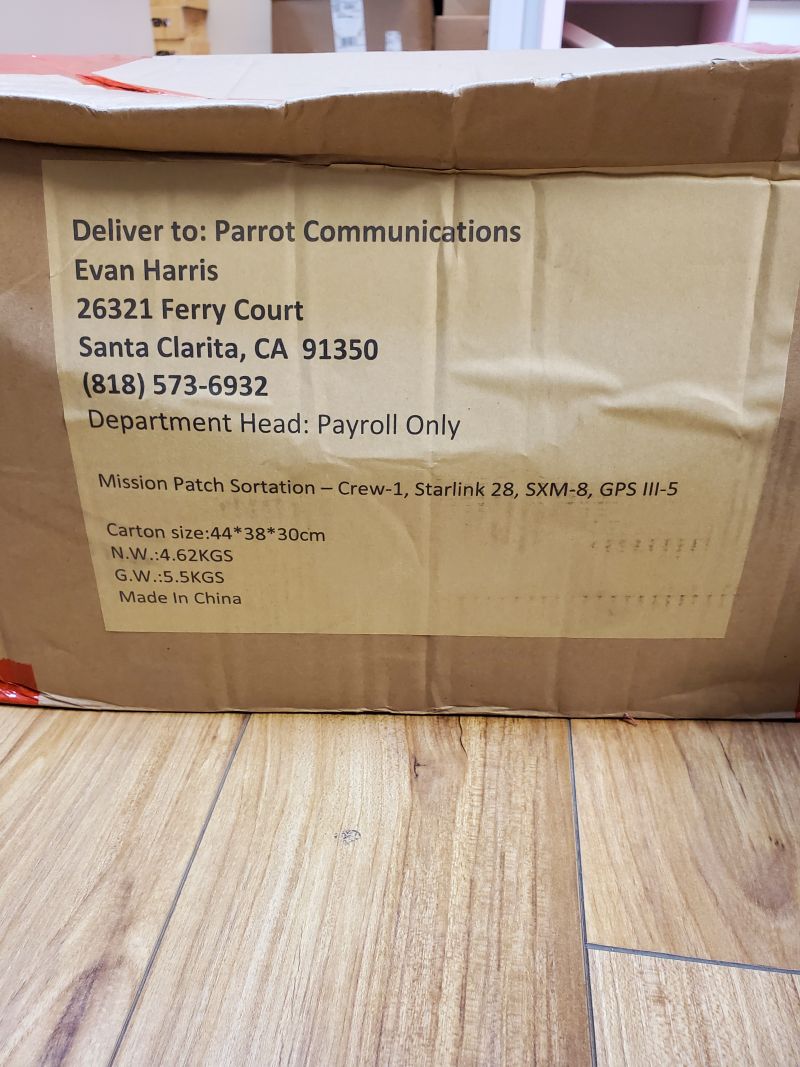 Deliver to: Parrot Communications
Evan Harris
26321 Ferry Court
Santa Clarita, CA  91350
(818) 573-6932
Department Head: Payroll Only
Mission Patch Sortation – Crew-1, Starlink 28, SXM-8, GPS III-5
Carton size:44*38*30cm
N.W.:4.62KGS
G.W.:5.5KGS
Made In China